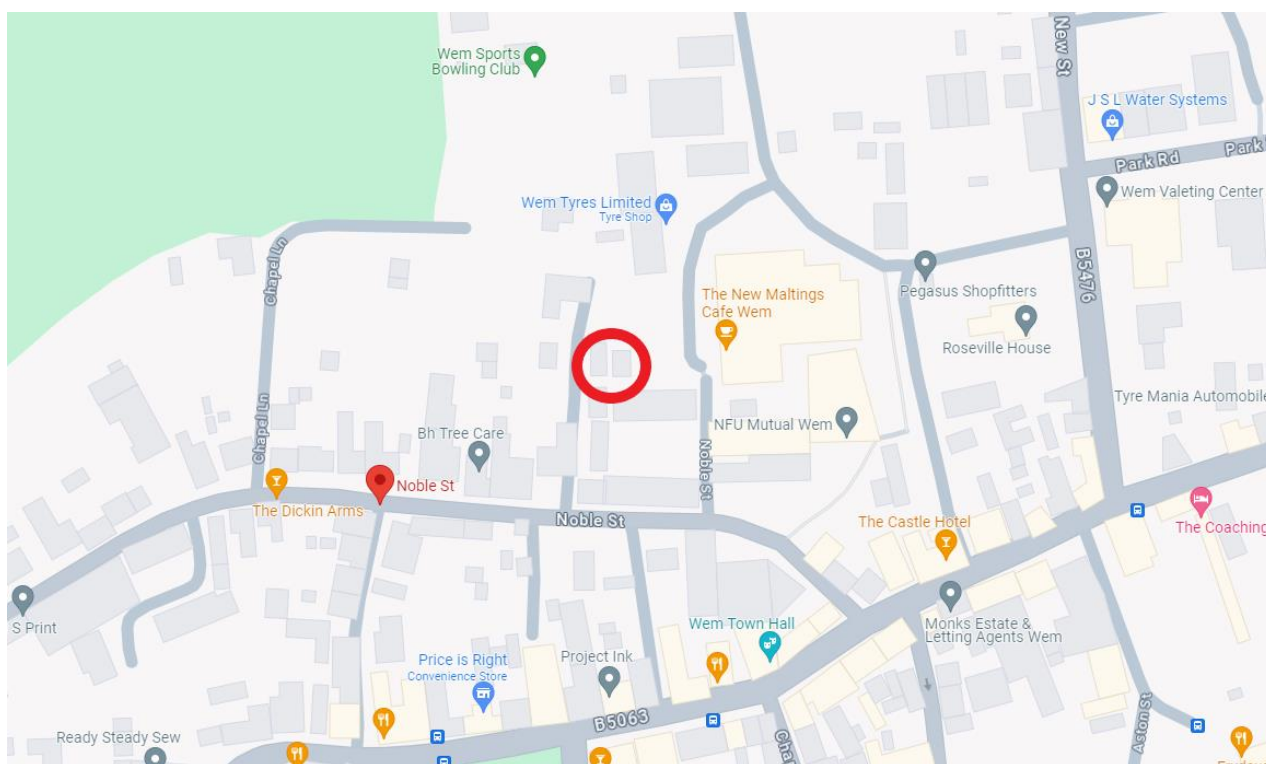 Wem Sports
Bowling Club
New St
J S L Water Systems
Park Rd
Park
Wem Tyres Limited
Tyre Shop
Wem Valeting Center
Chapel Ln
B5476
The New Maltings
Cafe Wem
Pegasus Shopfitters
Roseville House
Tyre Mania Automobile
Chapel Ln
Bh Tree Care
NFU Mutual Wem
Noble St
Noble St
The Dickin Arms
Noble St
The Castle Hotel
The Coaching
S Print
Wem Town Hall
Monks Estate &
Letting Agents Wem
Price is Right
Convenience Store
Project Ink
B5063
Aston St
Ready Steady Sew
Cha